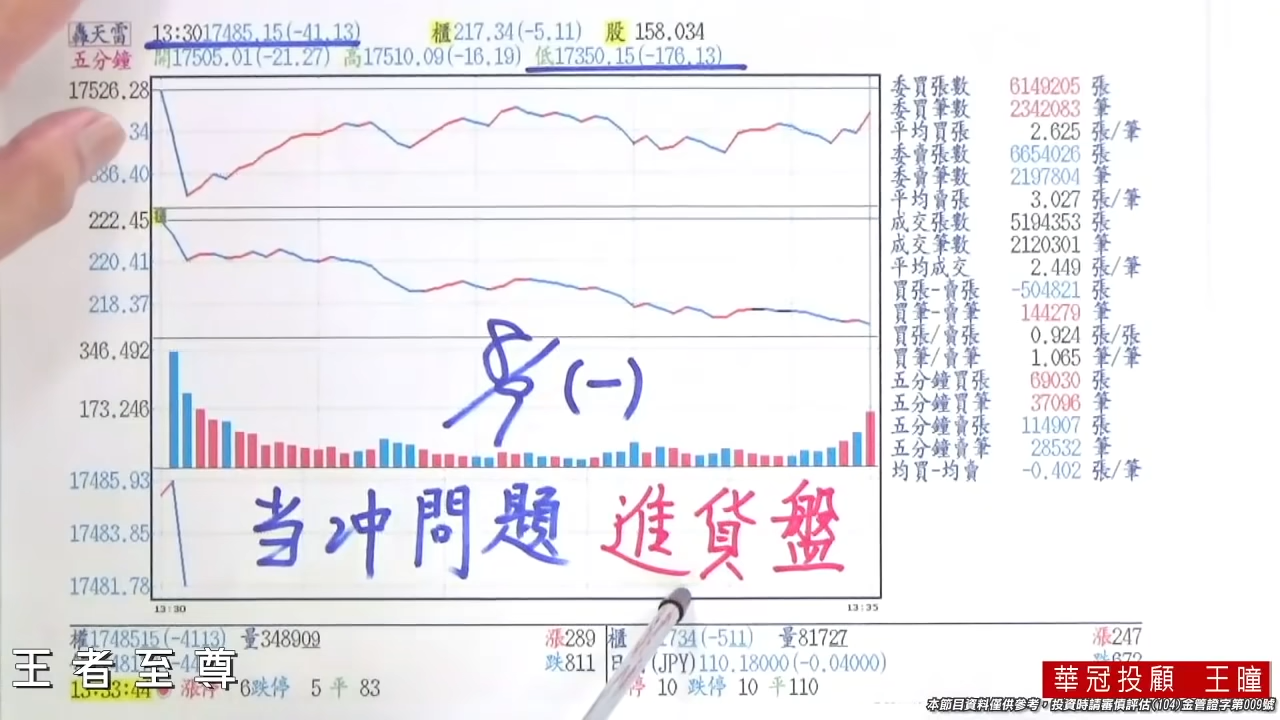 轟天雷 13:30 17485.15(-41.13) 櫃217.34(-5.11) 股 158.034
五分鐘 開17505.01(-21.27) 高17510.09(-16.19) 低17350.15(-176.13)
17526.28
34
386.40
222.45 櫃
220.41
218.37
346.492
173.246
17485.93
17483.85
17481.78
(一)
当冲問題 進貨盤
13:30 13:35
委買張數 6149205 張
委買筆數 2342083 筆
平均買張 2.625 張/筆
委賣張數 6654026 張
委賣筆數 2197804 筆
平均賣張 3.027 張/筆
成交張數 5194353 張
成交筆數 2120301 筆
平均成交 2.449 張/筆
買張-賣張 -504821 張
買筆-賣筆 144279 筆
買張/賣張 0.924 張/張
買筆/賣筆 1.065 筆/筆
五分鐘買張 69030 張
五分鐘買筆 37096 筆
五分鐘賣張 114907 張
五分鐘賣筆 28532 筆
均買-均賣 -0.402 張/筆
權1748515(-4113) 量348909 漲289 櫃 1734(-511) 量81727 漲247
跌811 (JPY)110.18000(-0.04000) 跌672
13:33:44 漲停 6跌停 5 平 83 停 10 跌停 10 平110
王者至尊
華冠投顧 王曈
本節目資料僅供參考，投資時請審慎評估(104)金管證字第009號